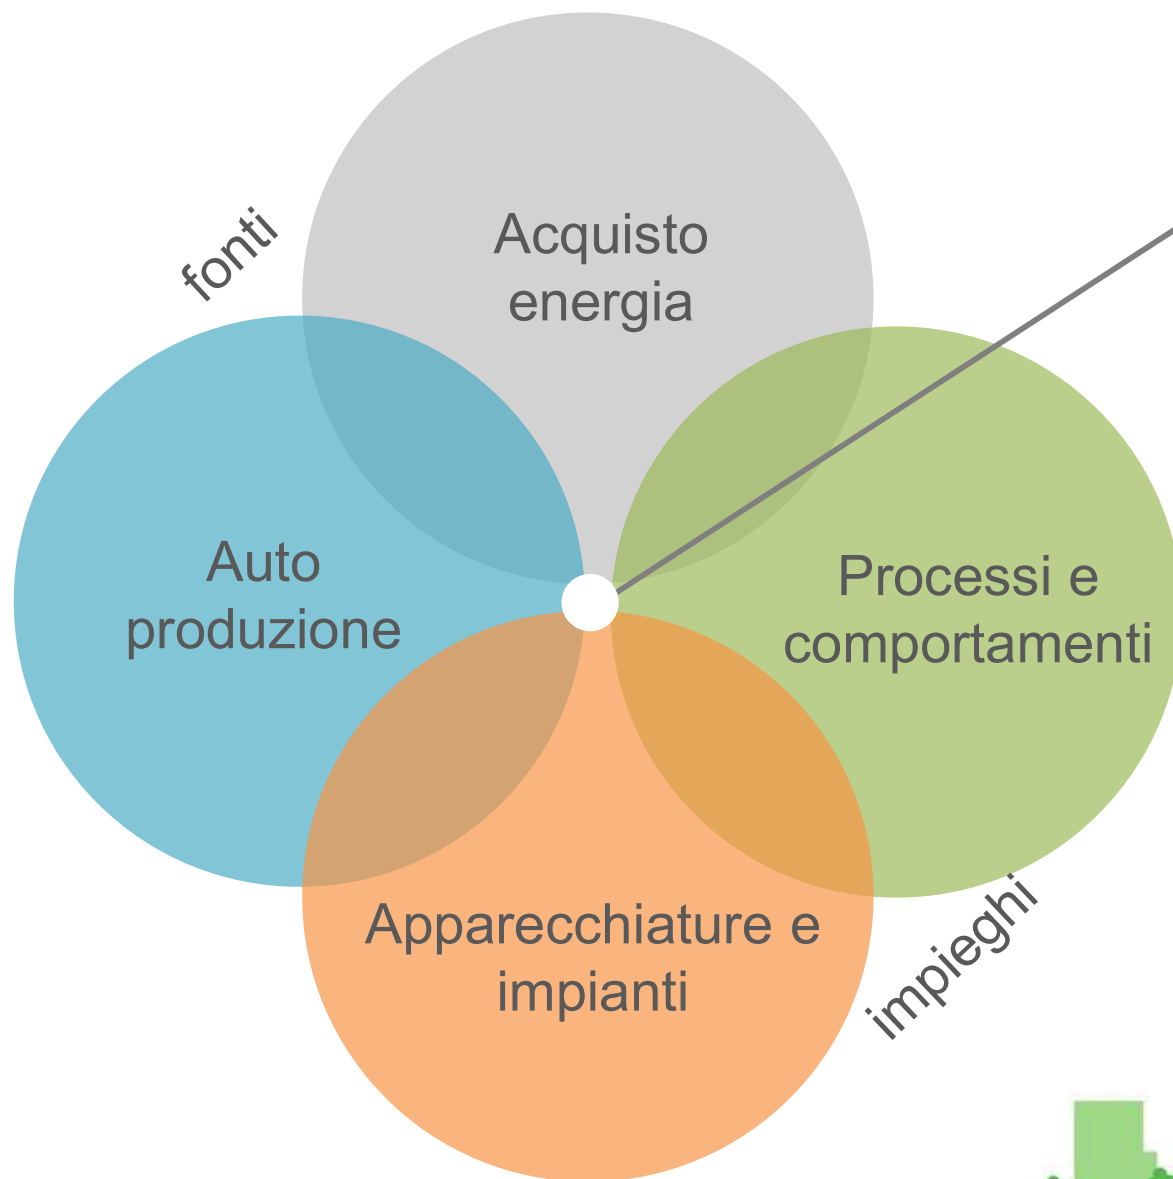 fonti
Acquisto
energia
Auto
produzione
Processi e
comportamenti
Apparecchiature e
impianti
impieghi